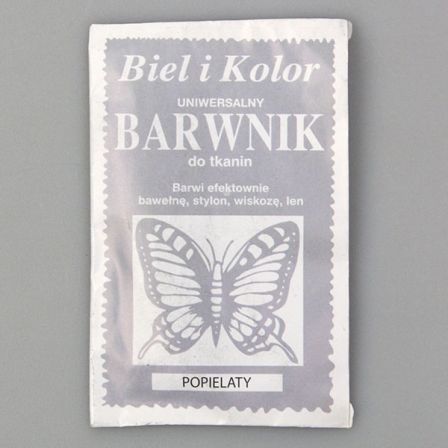 Biel i Kolor
UNIWERSALNY
BARWNIK
do tkanin
Barwi efektownie
bawełnę, stylon, wiskozę, len
POPIELATY